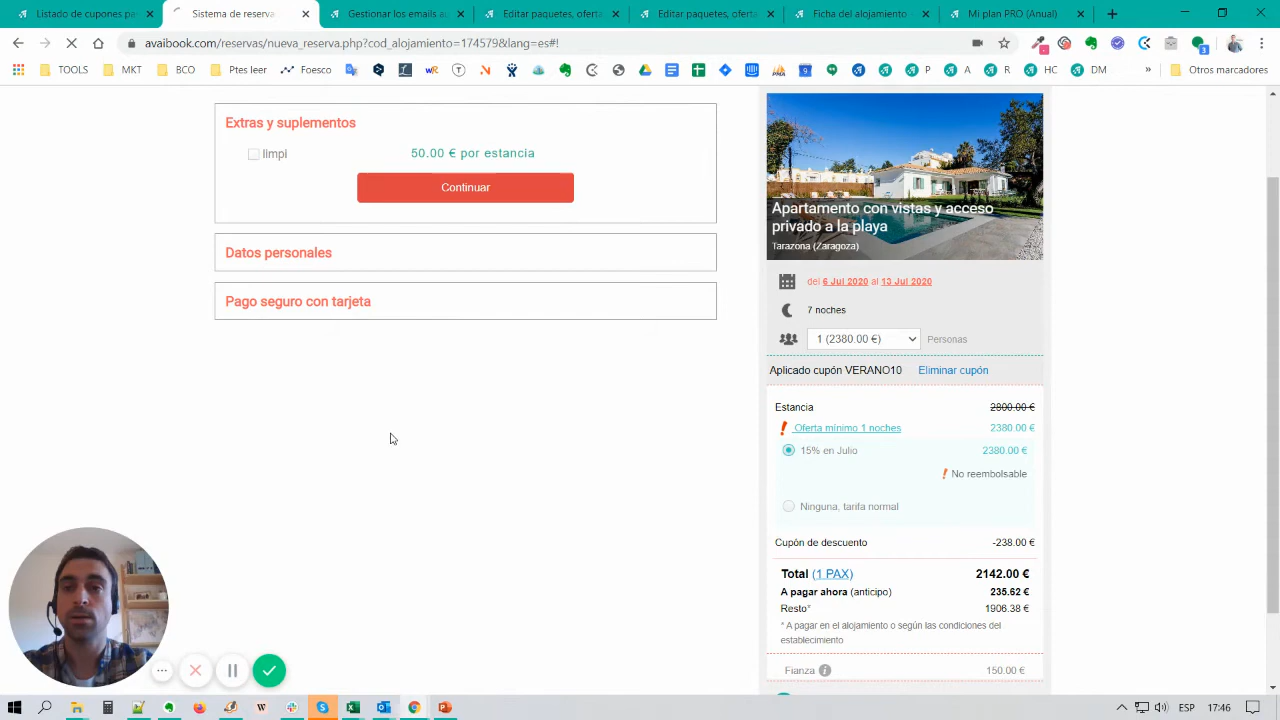 Listado instantáneo
Sistema de reservas
Gestionar los emails au
Editar paquetes, oferta
Editar paquetes, oferta
Ficha del alojamiento -
Mi plan PRO (Anual)
avaibook.com/reservas/nueva_reserva.php?cod_alojamiento=174579&lang=es#!
TOOLS
MKT
BCO
Ptes leer
Foesco
P
A
R
HC
DM
»
Otros marcadores
Extras y suplementos
limpi
50.00 € por estancia
Continuar
Datos personales
Pago seguro con tarjeta
Apartamento con vistas y acceso
privado a la playa
Tarazona (Zaragoza)
del 6 Jul 2020 al 13 Jul 2020
7 noches
1 (2380.00 €)
Personas
Aplicado cupón VERANO10 Eliminar cupón
Estancia 2800.00 €
Oferta mínimo 1 noches 2380.00 €
15% en Julio 2380.00 €
No reembolsable
Ninguna, tarifa normal
Cupón de descuento -238.00 €
Total (1 PAX) 2142.00 €
A pagar ahora (anticipo) 235.62 €
Resto* 1906.38 €
* A pagar en el alojamiento o según las condiciones del
establecimiento
Fianza 150.00 €
ESP
17:46